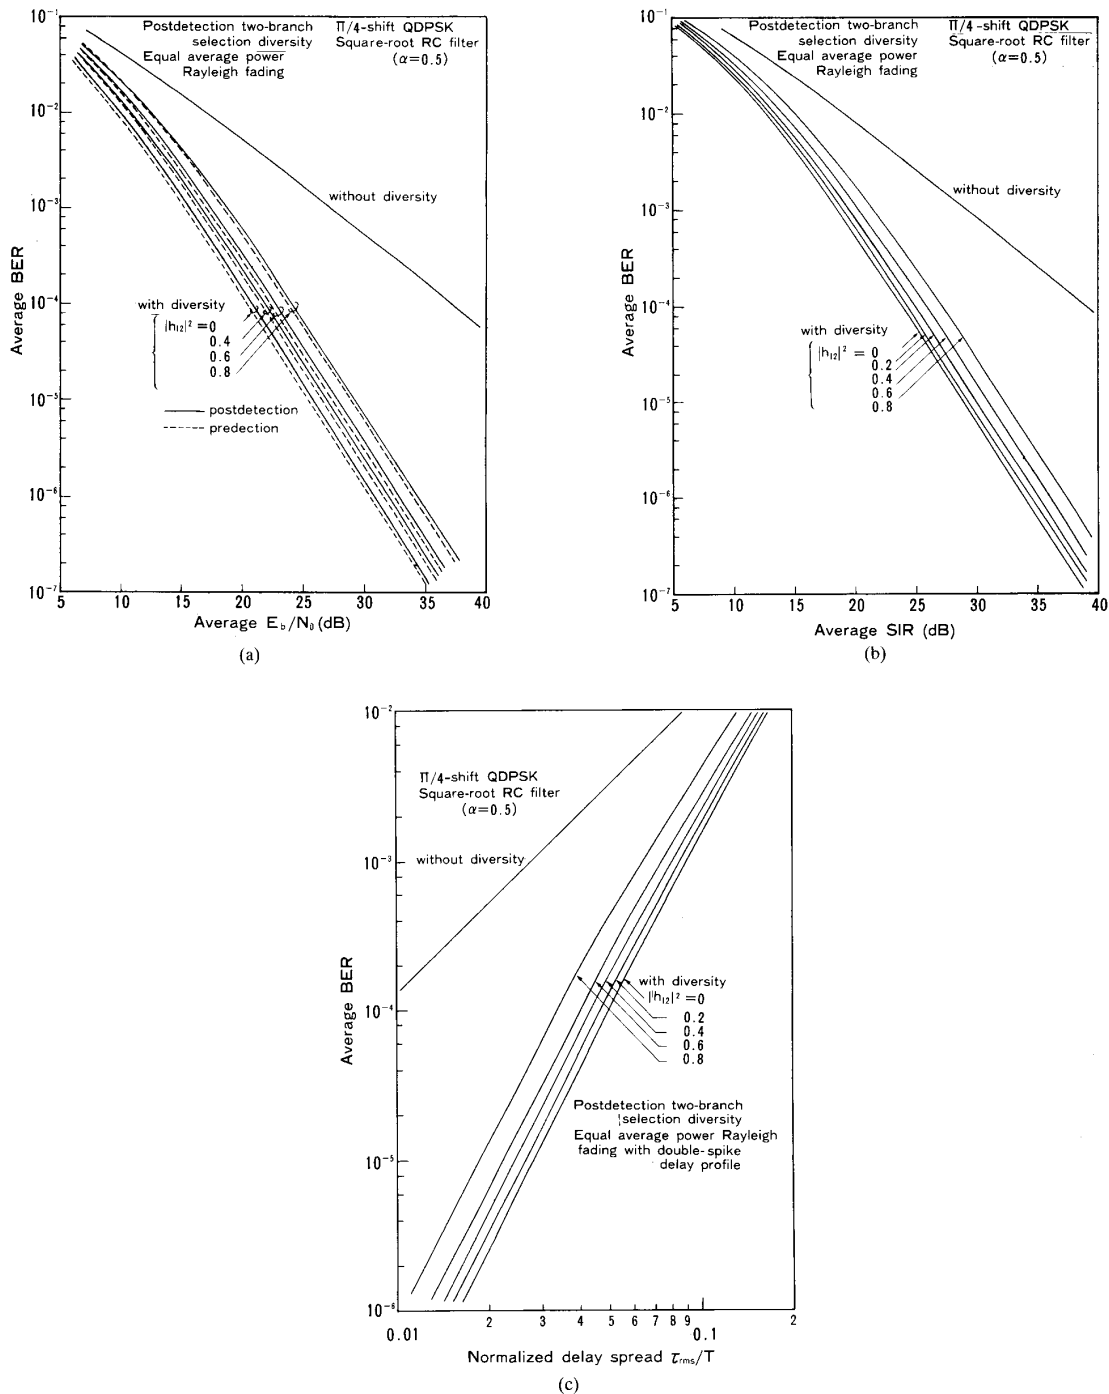 Postdetection two-branch
selection diversity
Equal average power
Rayleigh fading
Π/4-shift QDPSK
Square-root RC filter
(α=0.5)
without diversity
with diversity
|h₁₂|² = 0
0.4
0.6
0.8
postdetection
predection
Average BER
10⁻¹
10⁻²
10⁻³
10⁻⁴
10⁻⁵
10⁻⁶
10⁻⁷
5 10 15 20 25 30 35 40
Average E_b/N₀ (dB)
(a)
Postdetection two-branch
selection diversity
Equal average power
Rayleigh fading
Π/4-shift QDPSK
Square-root RC filter
(α=0.5)
without diversity
with diversity
|h₁₂|² = 0
0.2
0.4
0.6
0.8
Average BER
10⁻¹
10⁻²
10⁻³
10⁻⁴
10⁻⁵
10⁻⁶
10⁻⁷
5 10 15 20 25 30 35 40
Average SIR (dB)
(b)
Π/4-shift QDPSK
Square-root RC filter
(α=0.5)
without diversity
with diversity
|h₁₂|² = 0
0.2
0.4
0.6
0.8
Postdetection two-branch
selection diversity
Equal average power Rayleigh
fading with double-spike
delay profile
Average BER
10⁻²
10⁻³
10⁻⁴
10⁻⁵
10⁻⁶
0.01 2 3 4 5 6 7 8 9 0.1 2
Normalized delay spread τrms/T
(c)